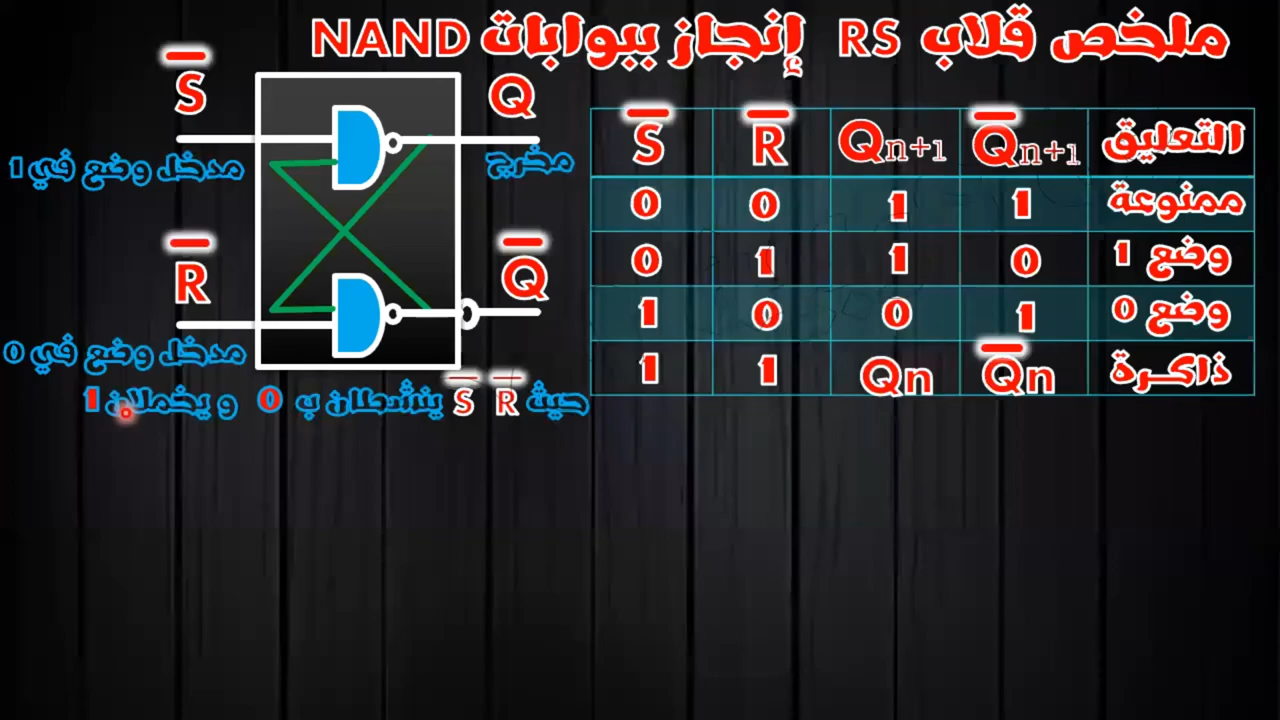 ملخص قلاب RS إنجاز ببوابات NAND
S̅
Q
مدخل وضع في 1
مخرج
R̅
Q̅
مدخل وضع في 0
حيث R̅ S̅ ينشطان ب 0 و يخملان 1
S̅ R̅ Qn+1 Q̅n+1 التعليق
0 0 1 1 ممنوعة
0 1 1 0 وضع 1
1 0 0 1 وضع 0
1 1 Qn Q̅n ذاكرة